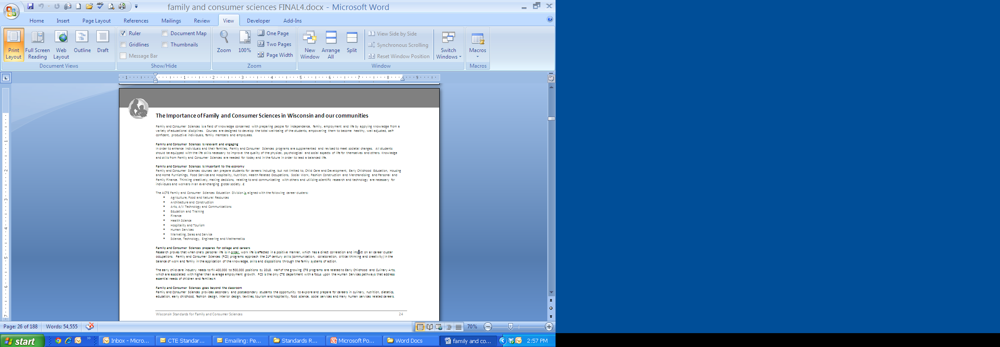 family and consumer sciences FINAL4.docx - Microsoft Word
Home Insert Page Layout References Mailings Review View Developer Add-Ins
Print Layout
Full Screen Reading
Web Layout
Outline
Draft
Document Views
Ruler
Gridlines
Message Bar
Document Map
Thumbnails
Show/Hide
Zoom
100%
One Page
Two Pages
Page Width
Zoom
New Window
Arrange All
Split
View Side by Side
Synchronous Scrolling
Reset Window Position
Switch Windows
Window
Macros
Macros
The Importance of Family and Consumer Sciences in Wisconsin and our communities
Family and Consumer Sciences is a field of knowledge concerned with preparing people for independence, family, employment and life by applying knowledge from a
variety of educational disciplines. Courses are designed to develop the total well-being of the students, empowering them to become healthy, well adjusted, self-
confident, productive individuals, family members and employees.
Family and Consumer Sciences is relevant and engaging
In order to enhance individuals and their families, Family and Consumer Sciences programs are supplemented and revised to meet societal changes. All students
should be equipped with the life skills necessary to improve the quality of the physical, psychological and social aspects of life for themselves and others. Knowledge
and skills from Family and Consumer Sciences are needed for today and in the future in order to lead a balanced life.
Family and Consumer Sciences is important to the economy
Family and Consumer Sciences courses can prepare students for careers including, but not limited to, Child Care and Development, Early Childhood Education, Housing
and Home Furnishings, Food Service and Hospitality, Nutrition, Health Related Occupations, Social Work, Fashion Construction and Merchandising and Personal and
Family Finance. Thinking creatively, making decisions, relating to and communicating with others and utilizing scientific research and technology are necessary for
individuals and workers in an ever-changing global society. £
The ACTE Family and Consumer Sciences Education Division is, aligned with the following career clusters:
▪ Agriculture, Food and Natural Resources
▪ Architecture and Construction
▪ Arts, A/V Technology and Communications
▪ Education and Training
▪ Finance
▪ Health Science
▪ Hospitality and Tourism
▪ Human Services
▪ Marketing, Sales and Service
▪ Science, Technology, Engineering and Mathematics
Family and Consumer Sciences prepares for college and careers
Research proves that when one's personal life is in order, work life is affected in a positive manner, which has a direct correlation and impact on all career cluster
occupations. Family and Consumer Sciences (FCS) programs approach the 21st century skills (communication, collaboration, critical thinking and creativity) in the
balance of work and family in the application of the knowledge, skills and dispositions through the family systems of action.
The early child care industry needs to fill 400,000 to 500,000 positions by 2018. Half of the growing CTE programs are related to Early Childhood and Culinary Arts,
which are associated with higher than average employment growth. FCS is the only CTE department with a focus upon the Human Services pathways that address
essential needs of children and families.π
Family and Consumer Sciences goes beyond the classroom
Family and Consumer Sciences provides secondary and postsecondary students the opportunity to explore and prepare for careers in culinary, nutrition, dietetics,
education, early childhood, fashion design, interior design, textiles, tourism and hospitality, food science, social services and many human services related careers.
Wisconsin Standards for Family and Consumer Sciences 24
Page: 26 of 188 Words: 54,555 70%
start Inbox - Micro... CTE Standar... Emailing: Pe... Standards R... Microsoft Po... Word Docs family and co... 2:57 PM